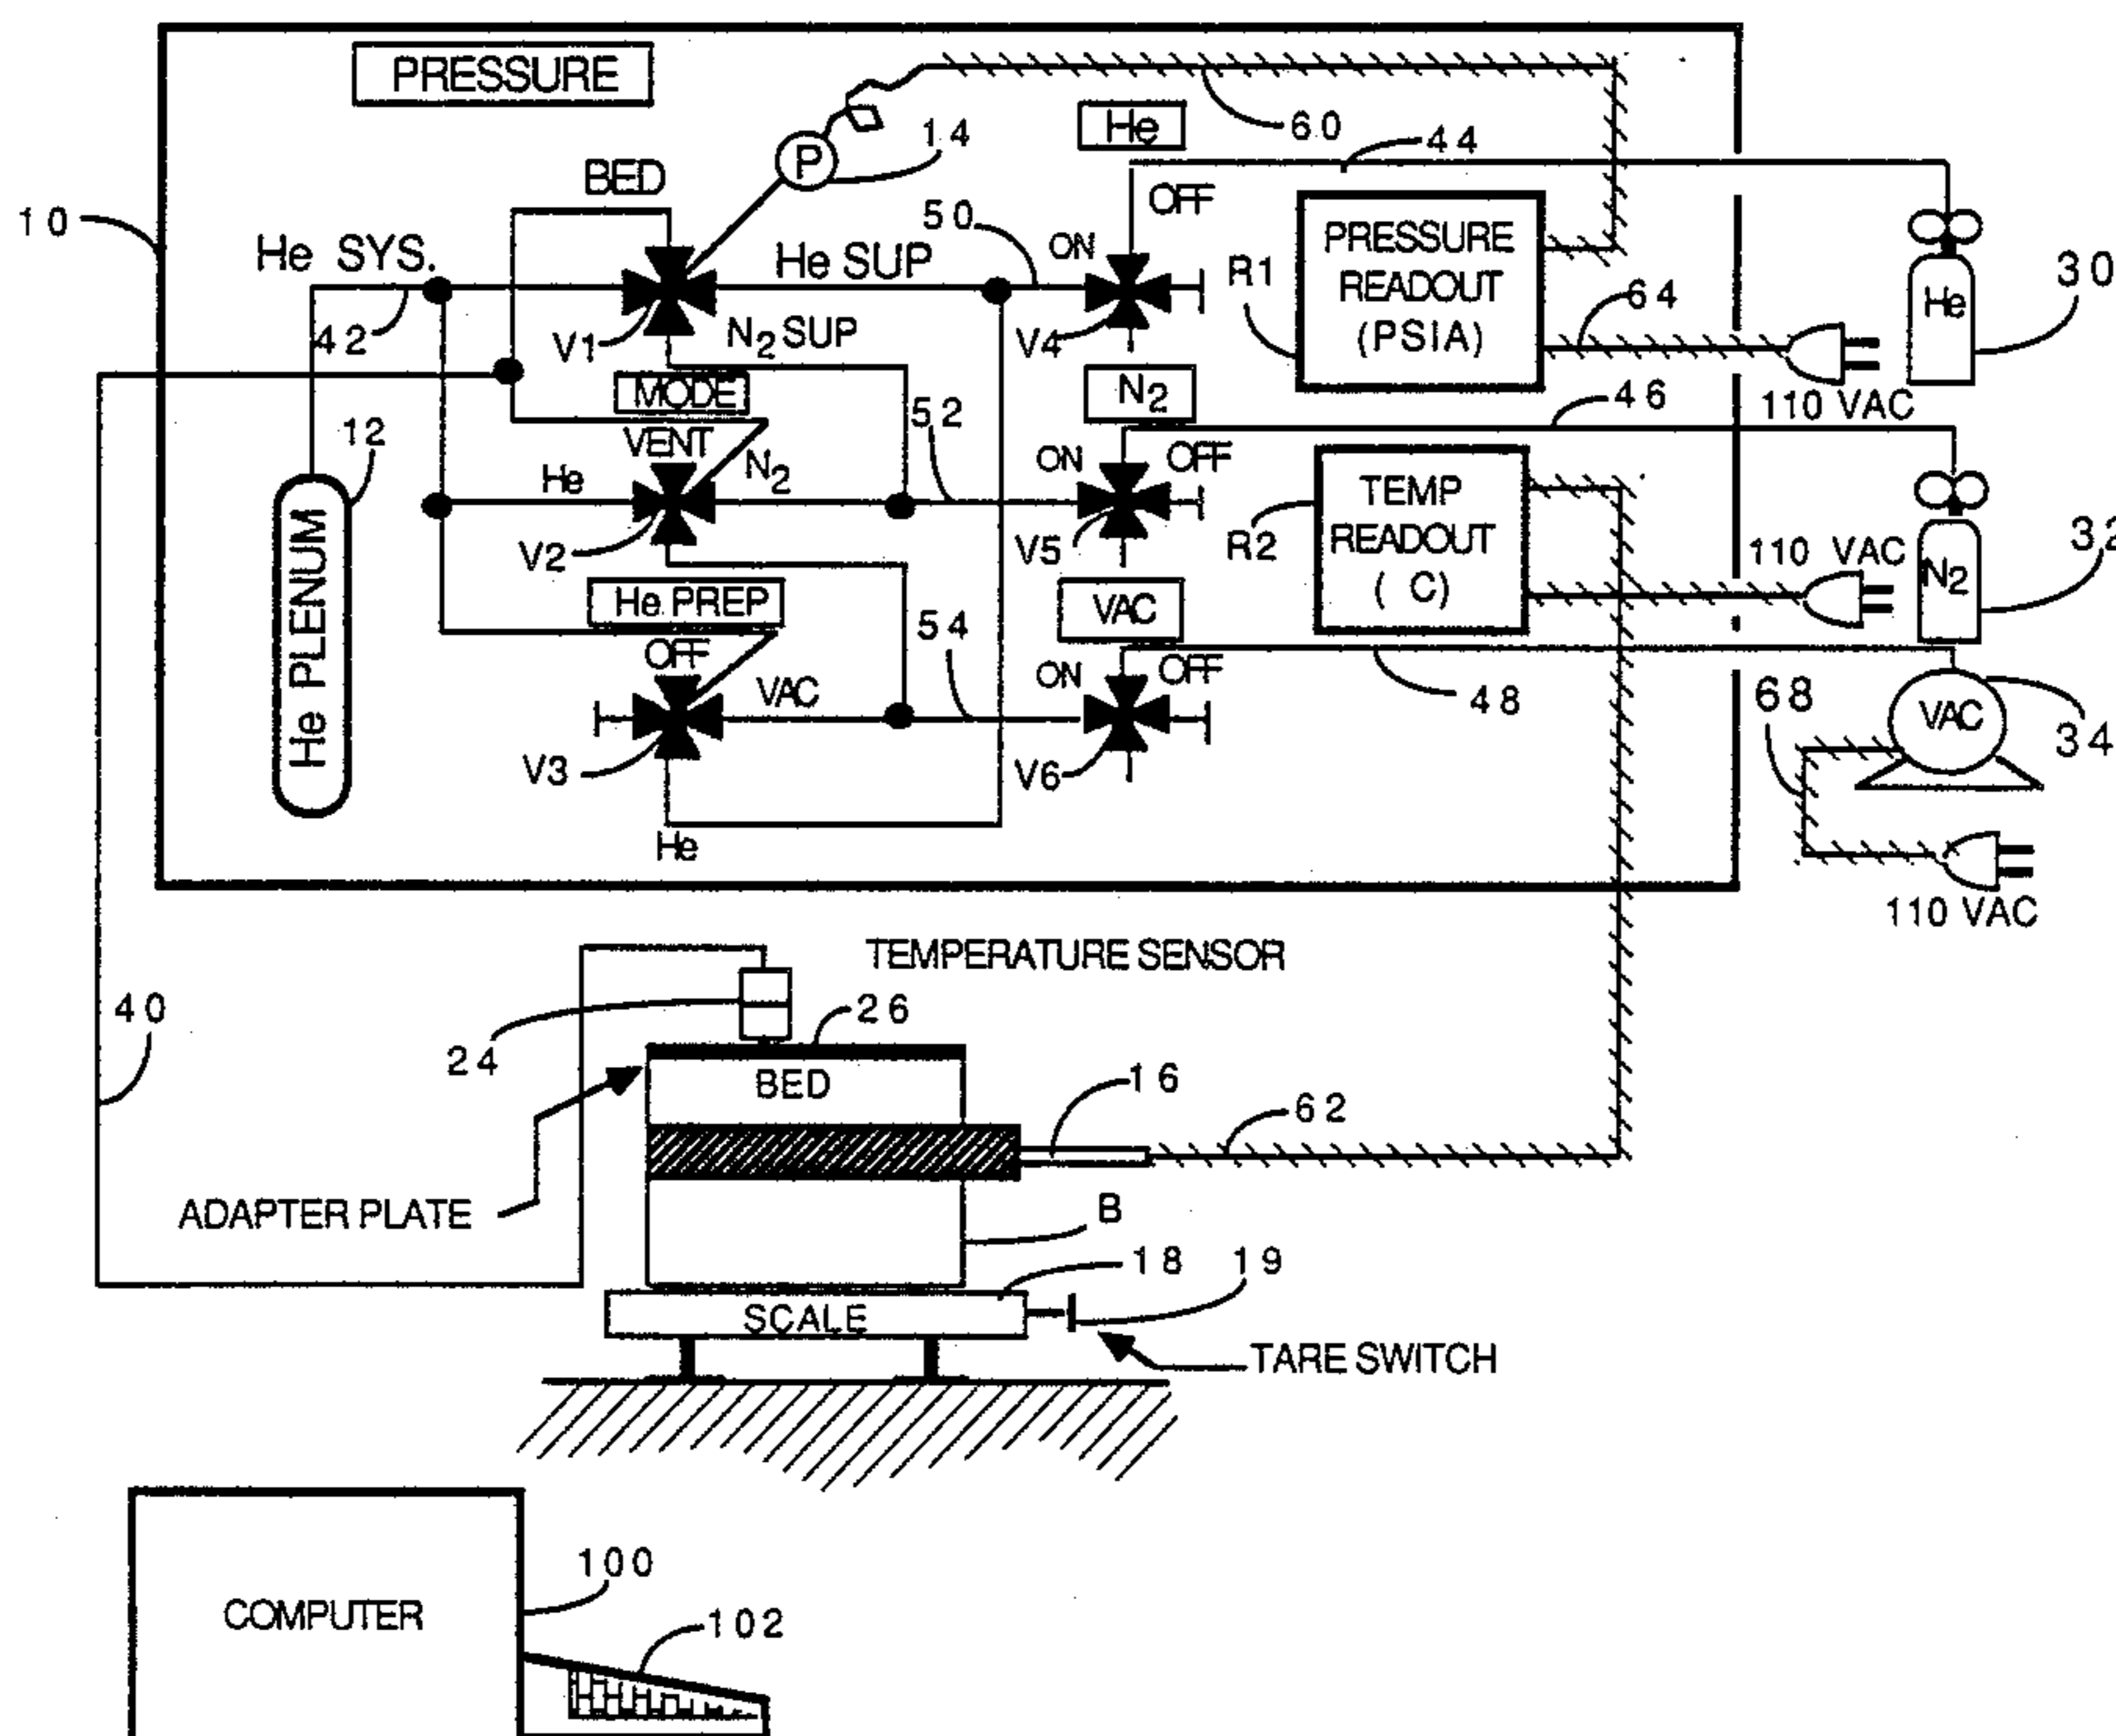 PRESSURE
He
60
14
44
BED
OFF
10
He SYS.
He SUP
50
ON
PRESSURE
READOUT
(PSIA)
R1
30
He
42
V1
N2 SUP
V4
64
110 VAC
MODE
N2
46
12
VENT
52
He
N2
ON
OFF
TEMP
READOUT
( C)
R2
110 VAC
32
N2
V2
V5
He PLENUM
He PREP
VAC
54
OFF
VAC
ON
OFF
48
68
VAC
34
V3
V6
He
110 VAC
TEMPERATURE SENSOR
40
24
26
BED
16
62
ADAPTER PLATE
B
18
19
SCALE
TARE SWITCH
100
COMPUTER
102